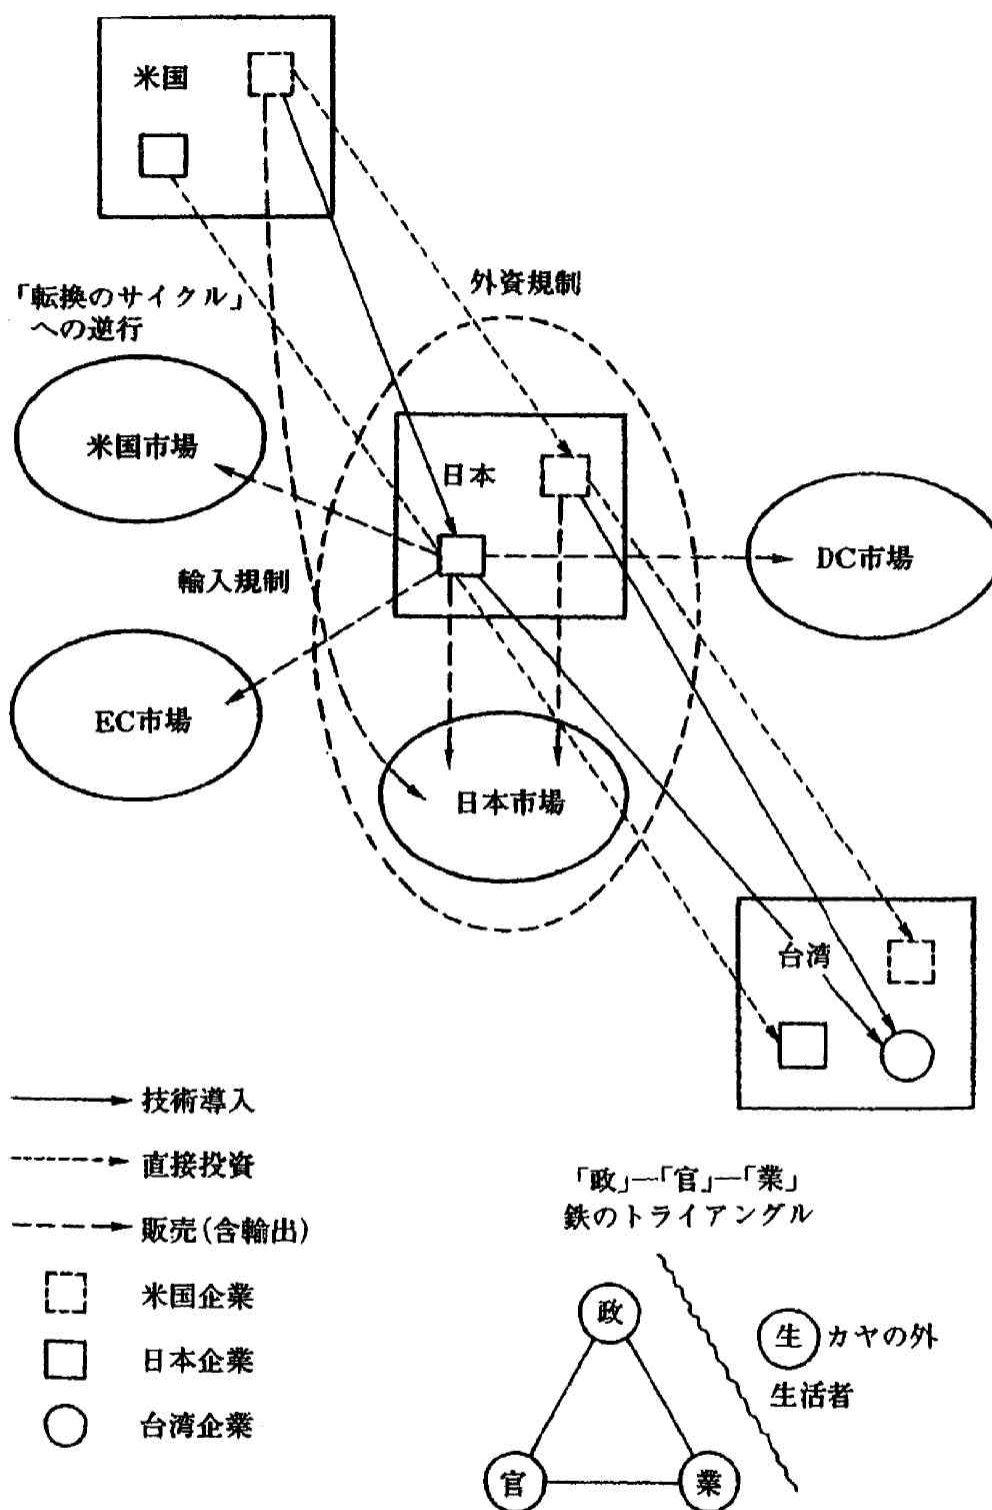 米国
「転換のサイクル」
への逆行
外資規制
米国市場
日本
DC市場
輸入規制
EC市場
日本市場
台湾
技術導入
直接投資
販売(含輸出)
米国企業
日本企業
台湾企業
「政」―「官」―「業」
鉄のトライアングル
政
生 カヤの外
生活者
官
業